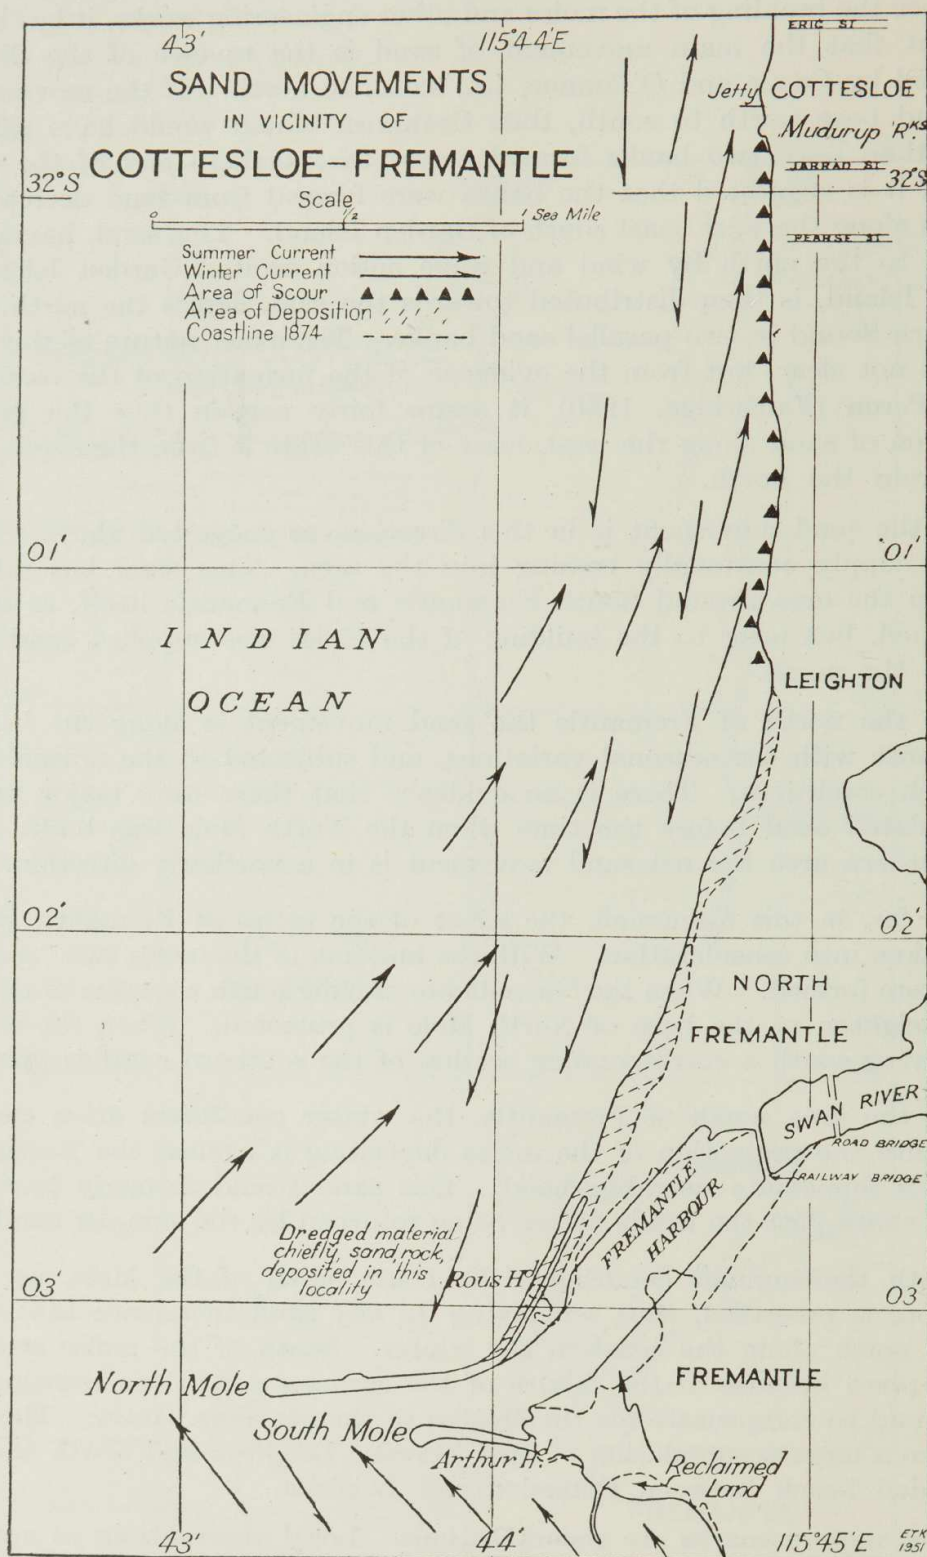 43'
115°44'E
SAND MOVEMENTS
IN VICINITY OF
COTTESLOE-FREMANTLE
32°S
Scale
0 1/2 1 Sea Mile
Summer Current
Winter Current
Area of Scour
Area of Deposition
Coastline 1874
ERIC ST
Jetty
COTTESLOE
Mudurup R.KS
JARRAD ST
32°S
PEARSE ST
01'
01'
INDIAN
OCEAN
LEIGHTON
02'
02'
NORTH
FREMANTLE
SWAN RIVER
ROAD BRIDGE
RAILWAY BRIDGE
FREMANTLE
HARBOUR
Dredged material
chiefly, sand, rock,
deposited in this
locality
Rous Hd
03'
03'
North Mole
FREMANTLE
South Mole
Arthur Hd.
Reclaimed
Land
43'
44'
115°45'E
ETK
1951